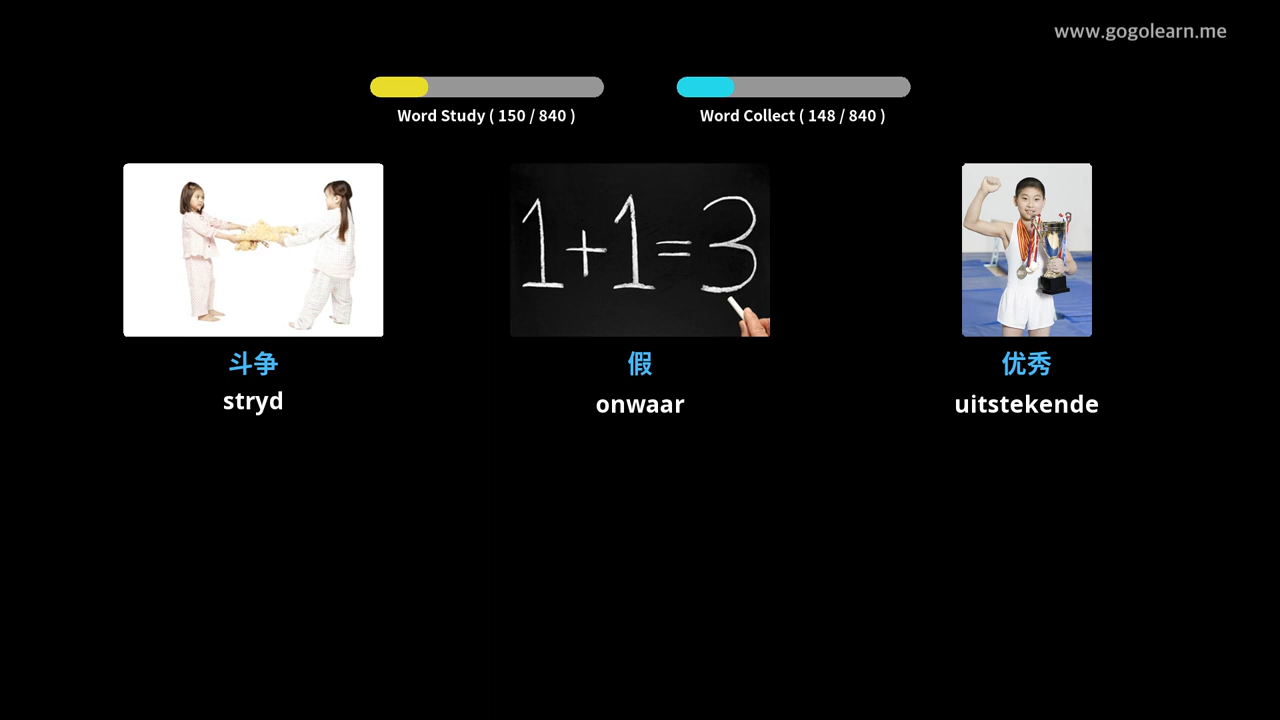 www.gogolearn.me
Word Study ( 150 / 840 )
Word Collect ( 148 / 840 )
1+1=3
斗争
假
优秀
stryd
onwaar
uitstekende